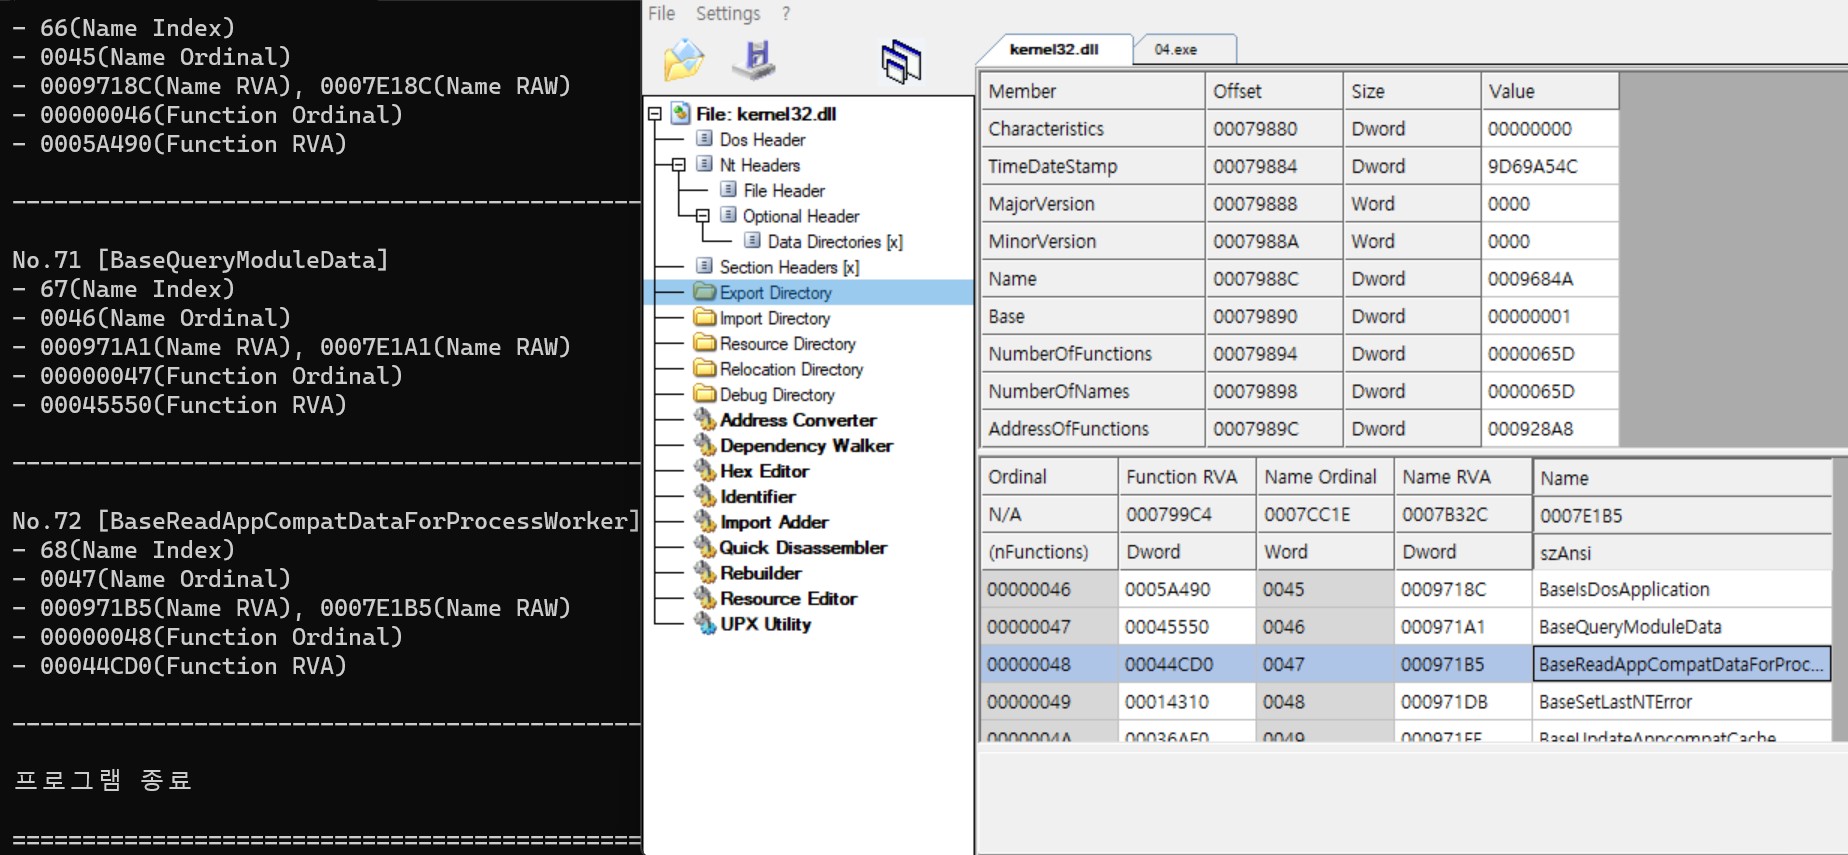 - 66(Name Index)
- 0045(Name Ordinal)
- 0009718C(Name RVA), 0007E18C(Name RAW)
- 00000046(Function Ordinal)
- 0005A490(Function RVA)
---------------------------------------------
No.71 [BaseQueryModuleData]
- 67(Name Index)
- 0046(Name Ordinal)
- 000971A1(Name RVA), 0007E1A1(Name RAW)
- 00000047(Function Ordinal)
- 00045550(Function RVA)
---------------------------------------------
No.72 [BaseReadAppCompatDataForProcessWorker]
- 68(Name Index)
- 0047(Name Ordinal)
- 000971B5(Name RVA), 0007E1B5(Name RAW)
- 00000048(Function Ordinal)
- 00044CD0(Function RVA)
---------------------------------------------
프로그램 종료
=============================================
File Settings ?
File: kernel32.dll
Dos Header
Nt Headers
File Header
Optional Header
Data Directories [x]
Section Headers [x]
Export Directory
Import Directory
Resource Directory
Relocation Directory
Debug Directory
Address Converter
Dependency Walker
Hex Editor
Identifier
Import Adder
Quick Disassembler
Rebuilder
Resource Editor
UPX Utility
kernel32.dll 04.exe
Member Offset Size Value
Characteristics 00079880 Dword 00000000
TimeDateStamp 00079884 Dword 9D69A54C
MajorVersion 00079888 Word 0000
MinorVersion 0007988A Word 0000
Name 0007988C Dword 0009684A
Base 00079890 Dword 00000001
NumberOfFunctions 00079894 Dword 0000065D
NumberOfNames 00079898 Dword 0000065D
AddressOfFunctions 0007989C Dword 000928A8
Ordinal Function RVA Name Ordinal Name RVA Name
N/A 000799C4 0007CC1E 0007B32C 0007E1B5
(nFunctions) Dword Word Dword szAnsi
00000046 0005A490 0045 0009718C BaseIsDosApplication
00000047 00045550 0046 000971A1 BaseQueryModuleData
00000048 00044CD0 0047 000971B5 BaseReadAppCompatDataForProc...
00000049 00014310 0048 000971DB BaseSetLastNTError
0000004A 00036AF0 0049 000971EE BaseUpdateAppcompatCache